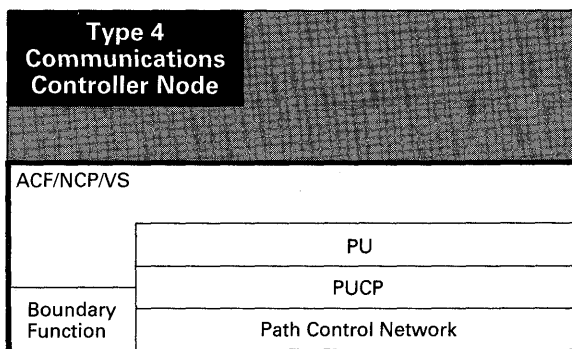 Type 4
Communications
Controller Node
ACF/NCP/VS
PU
PUCP
Boundary
Function
Path Control Network